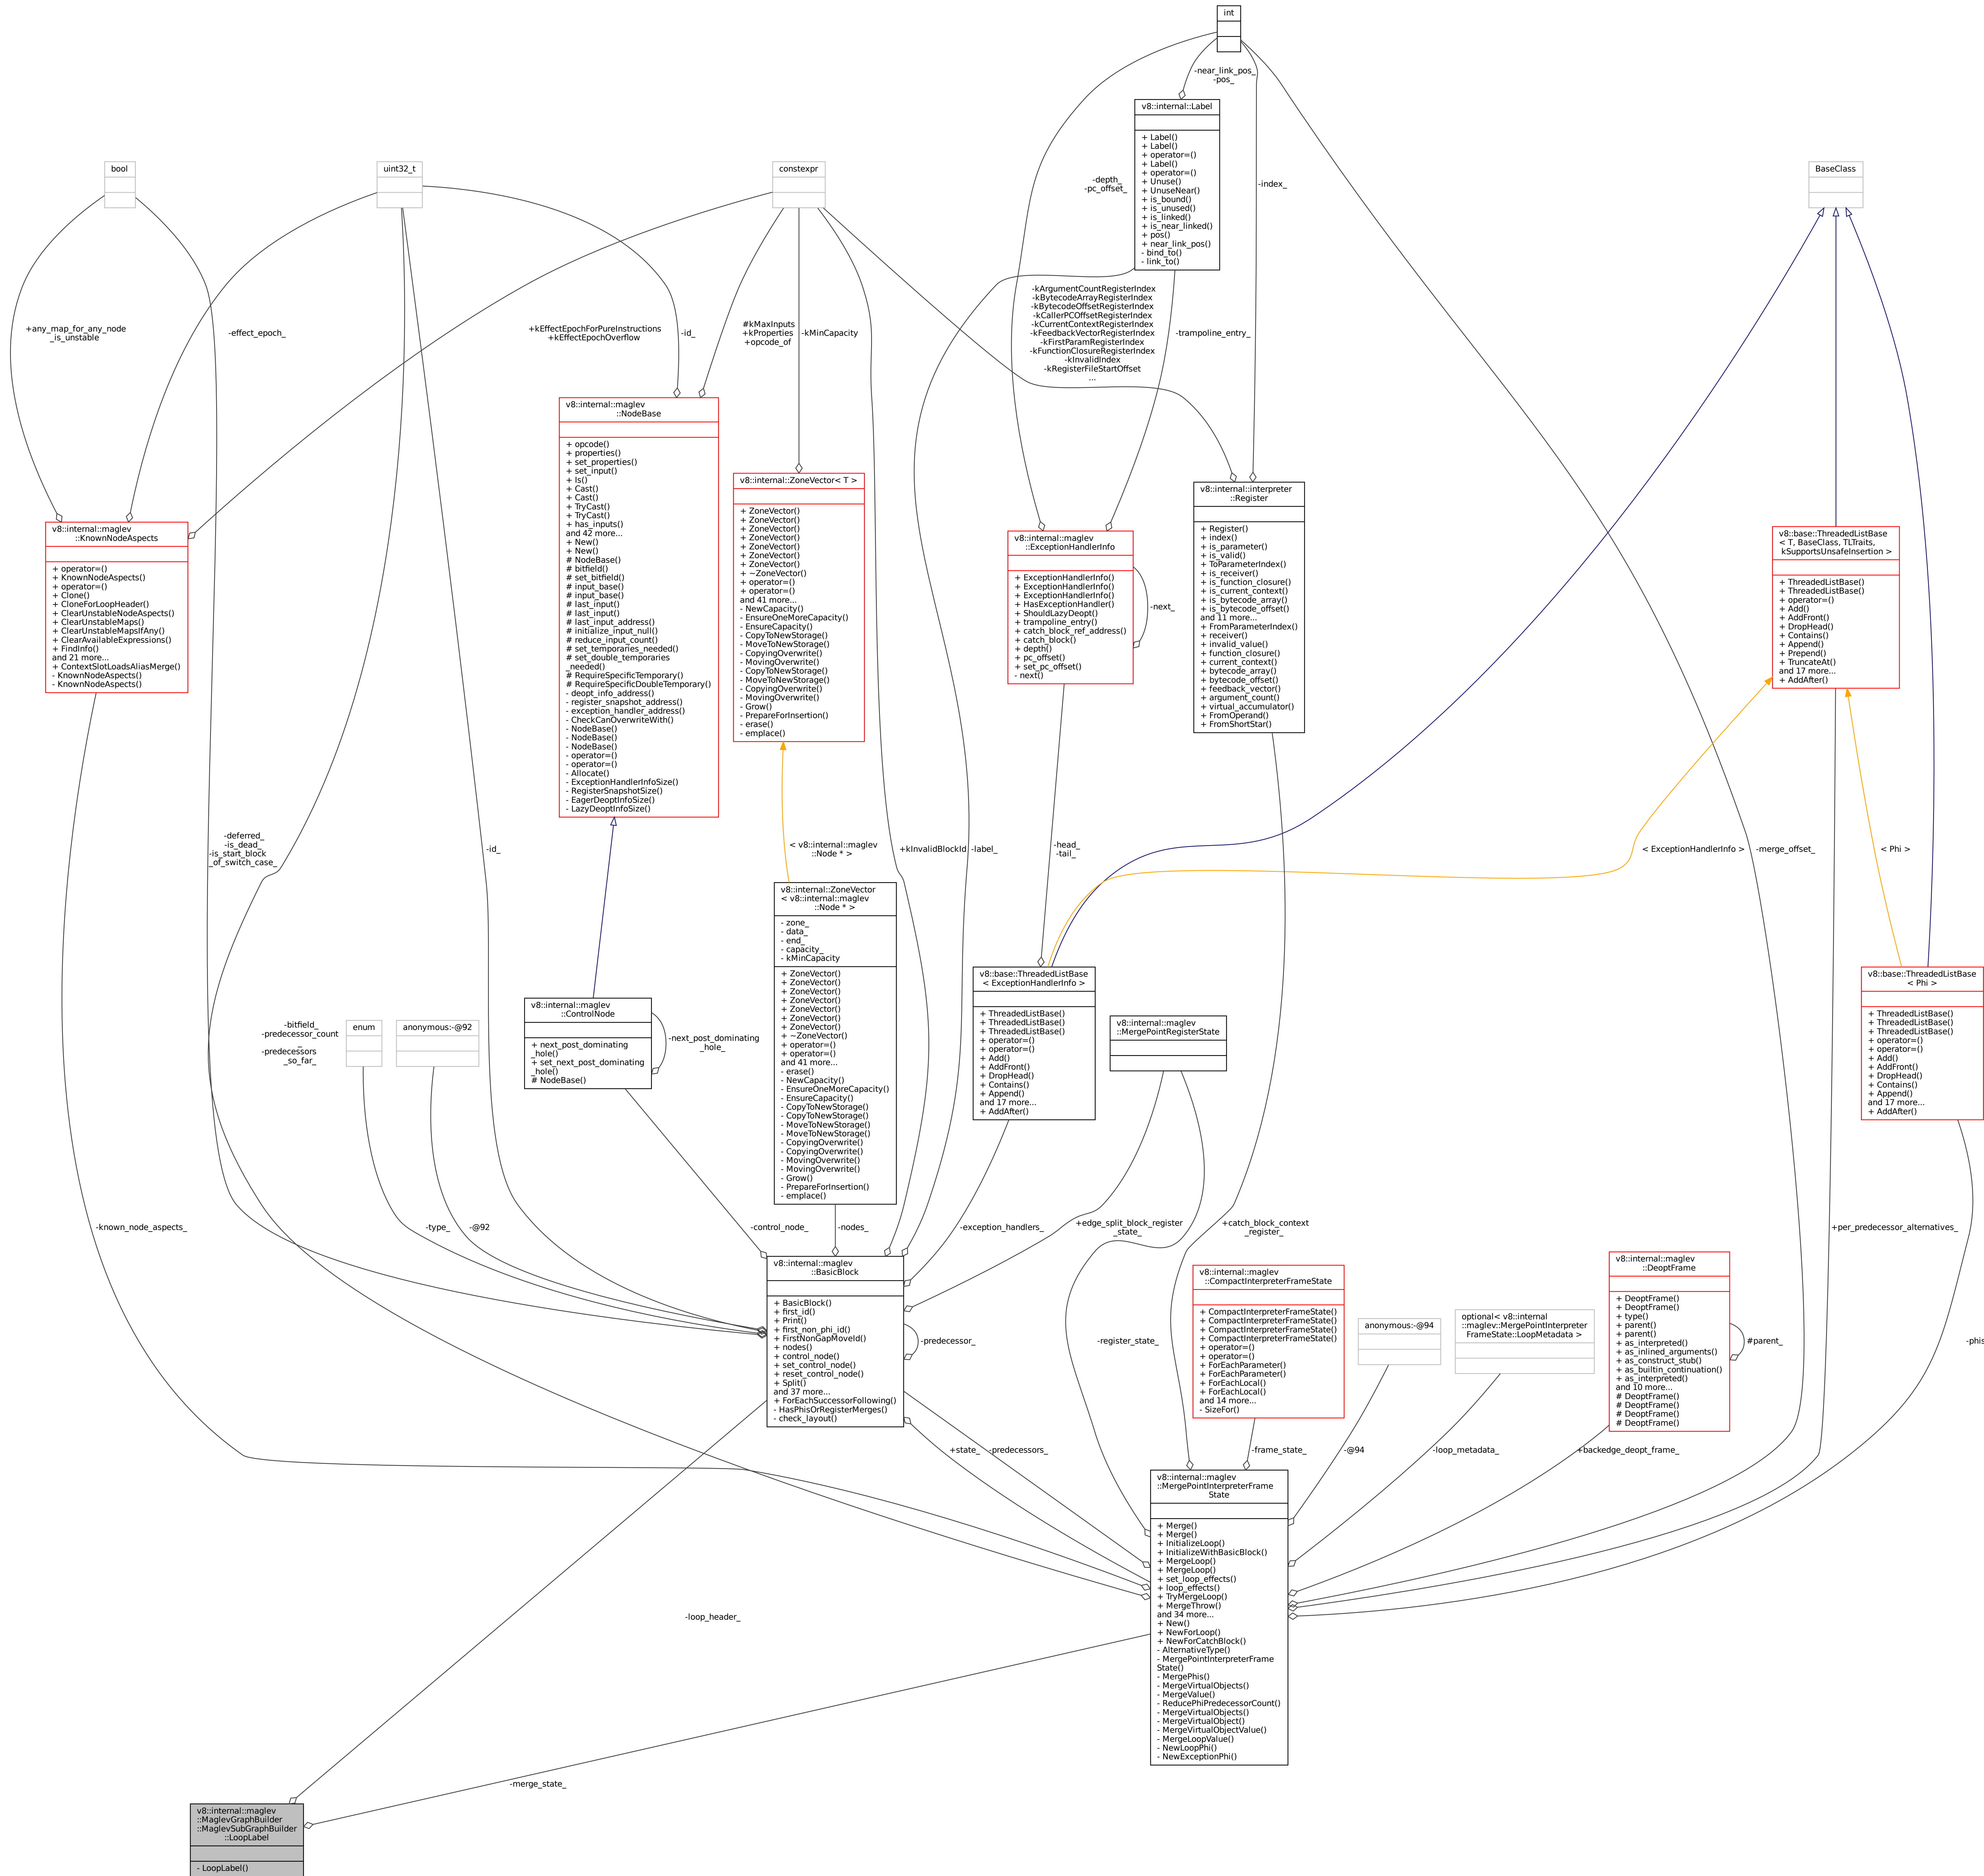 int
-near_link_pos_
-pos_
v8::internal::Label
+ Label()
+ Label()
+ operator=()
+ Label()
+ operator=()
+ Unuse()
+ UnuseNear()
+ is_bound()
+ is_unused()
+ is_linked()
+ is_near_linked()
+ pos()
+ near_link_pos()
- bind_to()
- link_to()
bool
uint32_t
constexpr
BaseClass
-depth_
-pc_offset_
-index_
+any_map_for_any_node
_is_unstable
-effect_epoch_
+kEffectEpochForPureInstructions
+kEffectEpochOverflow
-id_
#kMaxInputs
+kProperties
+opcode_of
-kMinCapacity
-kArgumentCountRegisterIndex
-kBytecodeArrayRegisterIndex
-kBytecodeOffsetRegisterIndex
-kCallerPCOffsetRegisterIndex
-kCurrentContextRegisterIndex
-kFeedbackVectorRegisterIndex
-kFirstParamRegisterIndex
-kFunctionClosureRegisterIndex
-kInvalidIndex
-kRegisterFileStartOffset
...
-trampoline_entry_
v8::internal::maglev
::KnownNodeAspects
+ operator=()
+ KnownNodeAspects()
+ operator=()
+ Clone()
+ CloneForLoopHeader()
+ ClearUnstableNodeAspects()
+ ClearUnstableMaps()
+ ClearUnstableMapsIfAny()
+ ClearAvailableExpressions()
+ FindInfo()
and 21 more...
+ ContextSlotLoadsAliasMerge()
- KnownNodeAspects()
- KnownNodeAspects()
v8::internal::maglev
::NodeBase
+ opcode()
+ properties()
+ set_properties()
+ set_input()
+ Is()
+ Cast()
+ Cast()
+ TryCast()
+ TryCast()
+ has_inputs()
and 42 more...
+ New()
+ New()
# NodeBase()
# bitfield()
# set_bitfield()
# input_base()
# input_base()
# last_input()
# last_input()
# last_input_address()
# initialize_input_null()
# reduce_input_count()
# set_temporaries_needed()
# set_double_temporaries
_needed()
# RequireSpecificTemporary()
# RequireSpecificDoubleTemporary()
- deopt_info_address()
- register_snapshot_address()
- exception_handler_address()
- CheckCanOverwriteWith()
- NodeBase()
- NodeBase()
- NodeBase()
- operator=()
- operator=()
- Allocate()
- ExceptionHandlerInfoSize()
- RegisterSnapshotSize()
- EagerDeoptInfoSize()
- LazyDeoptInfoSize()
v8::internal::ZoneVector< T >
+ ZoneVector()
+ ZoneVector()
+ ZoneVector()
+ ZoneVector()
+ ZoneVector()
+ ZoneVector()
+ ZoneVector()
+ ~ZoneVector()
+ operator=()
+ operator=()
and 41 more...
- NewCapacity()
- EnsureOneMoreCapacity()
- EnsureCapacity()
- CopyToNewStorage()
- MoveToNewStorage()
- CopyingOverwrite()
- MovingOverwrite()
- CopyToNewStorage()
- MoveToNewStorage()
- CopyingOverwrite()
- MovingOverwrite()
- Grow()
- PrepareForInsertion()
- erase()
- emplace()
v8::internal::maglev
::ExceptionHandlerInfo
+ ExceptionHandlerInfo()
+ ExceptionHandlerInfo()
+ ExceptionHandlerInfo()
+ HasExceptionHandler()
+ ShouldLazyDeopt()
+ trampoline_entry()
+ catch_block_ref_address()
+ catch_block()
+ depth()
+ pc_offset()
+ set_pc_offset()
- next()
-next_
v8::internal::interpreter
::Register
+ Register()
+ index()
+ is_parameter()
+ is_valid()
+ ToParameterIndex()
+ is_receiver()
+ is_function_closure()
+ is_current_context()
+ is_bytecode_array()
+ is_bytecode_offset()
and 11 more...
+ FromParameterIndex()
+ receiver()
+ invalid_value()
+ function_closure()
+ current_context()
+ bytecode_array()
+ bytecode_offset()
+ feedback_vector()
+ argument_count()
+ virtual_accumulator()
+ FromOperand()
+ FromShortStar()
v8::base::ThreadedListBase
< T, BaseClass, TLTraits,
kSupportsUnsafeInsertion >
+ ThreadedListBase()
+ ThreadedListBase()
+ operator=()
+ Add()
+ AddFront()
+ DropHead()
+ Contains()
+ Append()
+ Prepend()
+ TruncateAt()
and 17 more...
+ AddAfter()
-deferred_
-is_dead_
-is_start_block
_of_switch_case_
-id_
< v8::internal::maglev
::Node * >
+kInvalidBlockId
-label_
-head_
-tail_
< ExceptionHandlerInfo >
-merge_offset_
< Phi >
v8::internal::ZoneVector
< v8::internal::maglev
::Node * >
- zone_
- data_
- end_
- capacity_
- kMinCapacity
+ ZoneVector()
+ ZoneVector()
+ ZoneVector()
+ ZoneVector()
+ ZoneVector()
+ ZoneVector()
+ ZoneVector()
+ ~ZoneVector()
+ operator=()
+ operator=()
and 41 more...
- erase()
- NewCapacity()
- EnsureOneMoreCapacity()
- EnsureCapacity()
- CopyToNewStorage()
- CopyToNewStorage()
- MoveToNewStorage()
- MoveToNewStorage()
- CopyingOverwrite()
- CopyingOverwrite()
- MovingOverwrite()
- MovingOverwrite()
- Grow()
- PrepareForInsertion()
- emplace()
-bitfield_
-predecessor_count
_
-predecessors
_so_far_
enum
anonymous:-@92
v8::internal::maglev
::ControlNode
+ next_post_dominating
_hole()
+ set_next_post_dominating
_hole()
# NodeBase()
-next_post_dominating
_hole_
v8::base::ThreadedListBase
< ExceptionHandlerInfo >
+ ThreadedListBase()
+ ThreadedListBase()
+ ThreadedListBase()
+ operator=()
+ operator=()
+ Add()
+ AddFront()
+ DropHead()
+ Contains()
+ Append()
and 17 more...
+ AddAfter()
v8::internal::maglev
::MergePointRegisterState
v8::base::ThreadedListBase
< Phi >
+ ThreadedListBase()
+ ThreadedListBase()
+ ThreadedListBase()
+ operator=()
+ operator=()
+ Add()
+ AddFront()
+ DropHead()
+ Contains()
+ Append()
and 17 more...
+ AddAfter()
-known_node_aspects_
-type_
-@92
-control_node_
-nodes_
-exception_handlers_
+edge_split_block_register
_state_
+catch_block_context
_register_
+per_predecessor_alternatives_
v8::internal::maglev
::BasicBlock
+ BasicBlock()
+ first_id()
+ Print()
+ first_non_phi_id()
+ FirstNonGapMoveId()
+ nodes()
+ control_node()
+ set_control_node()
+ reset_control_node()
+ Split()
and 37 more...
+ ForEachSuccessorFollowing()
- HasPhisOrRegisterMerges()
- check_layout()
-predecessor_
-register_state_
v8::internal::maglev
::CompactInterpreterFrameState
+ CompactInterpreterFrameState()
+ CompactInterpreterFrameState()
+ CompactInterpreterFrameState()
+ CompactInterpreterFrameState()
+ operator=()
+ operator=()
+ ForEachParameter()
+ ForEachParameter()
+ ForEachLocal()
+ ForEachLocal()
and 14 more...
- SizeFor()
anonymous:-@94
optional< v8::internal
::maglev::MergePointInterpreter
FrameState::LoopMetadata >
v8::internal::maglev
::DeoptFrame
+ DeoptFrame()
+ DeoptFrame()
+ type()
+ parent()
+ parent()
+ as_interpreted()
+ as_inlined_arguments()
+ as_construct_stub()
+ as_builtin_continuation()
+ as_interpreted()
and 10 more...
# DeoptFrame()
# DeoptFrame()
# DeoptFrame()
# DeoptFrame()
#parent_
-phis
+state_
-predecessors_
-frame_state_
-@94
-loop_metadata_
+backedge_deopt_frame_
v8::internal::maglev
::MergePointInterpreterFrame
State
+ Merge()
+ Merge()
+ InitializeLoop()
+ InitializeWithBasicBlock()
+ MergeLoop()
+ MergeLoop()
+ set_loop_effects()
+ loop_effects()
+ TryMergeLoop()
+ MergeThrow()
and 34 more...
+ New()
+ NewForLoop()
+ NewForCatchBlock()
- AlternativeType()
- MergePointInterpreterFrame
State()
- MergePhis()
- MergeVirtualObjects()
- MergeValue()
- ReducePhiPredecessorCount()
- MergeVirtualObjects()
- MergeVirtualObject()
- MergeVirtualObjectValue()
- MergeLoopValue()
- NewLoopPhi()
- NewExceptionPhi()
-loop_header_
-merge_state_
v8::internal::maglev
::MaglevGraphBuilder
::MaglevSubGraphBuilder
::LoopLabel
- LoopLabel()